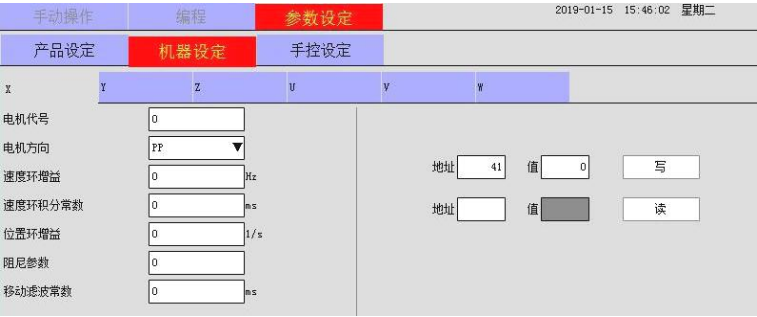 手动操作 编程 参数设定 2019-01-15 15:46:02 星期二
产品设定 机器设定 手控设定
X Y Z U V W
电机代号 0
电机方向 PP
速度环增益 0 Hz 地址 41 值 0 写
速度环积分常数 0 ms 地址 值 读
位置环增益 0 1/s
阻尼参数 0
移动滤波常数 0 ms